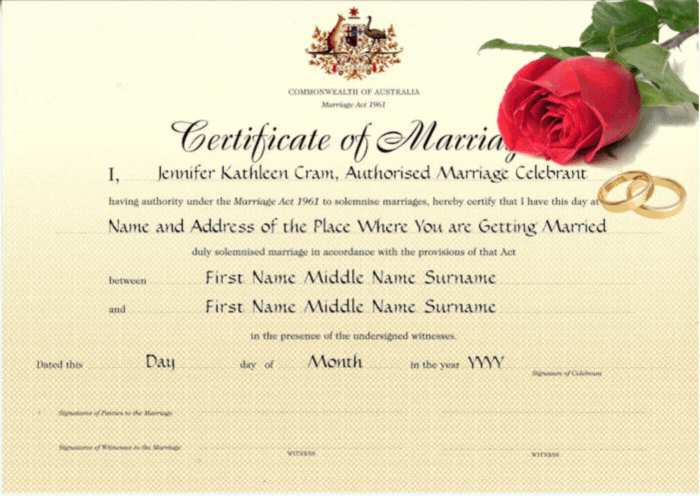 COMMONWEALTH OF AUSTRALIA
Marriage Act 1961
Certificate of Marria
I, Jennifer Kathleen Cram, Authorised Marriage Celebrant
having authority under the Marriage Act 1961 to solemnise marriages, hereby certify that I have this day at
Name and Address of the Place Where You are Getting Married
duly solemnised marriage in accordance with the provisions of that Act
between First Name Middle Name Surname
and First Name Middle Name Surname
in the presence of the undersigned witnesses.
Dated this Day day of Month in the year YYYY
Signature of Celebrant
Signatures of Parties to the Marriage
Signatures of Witnesses to the Marriage
WITNESS WITNESS